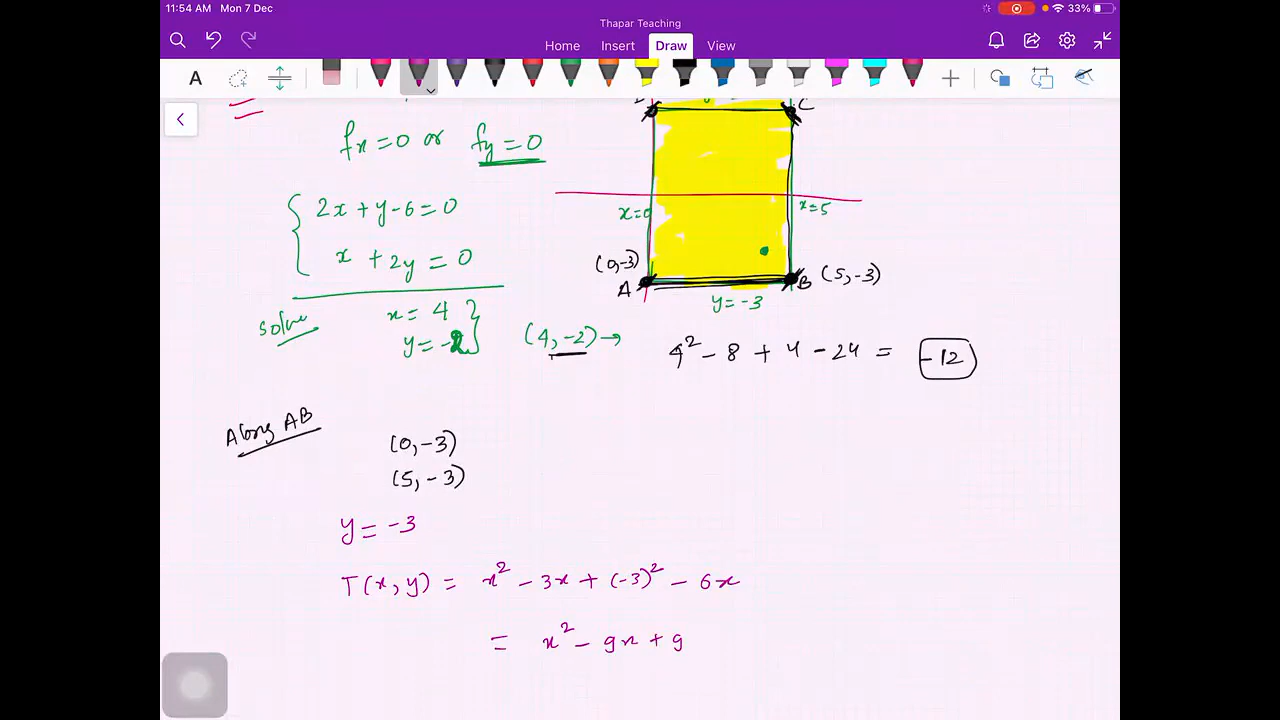 11:54 AM Mon 7 Dec
33%
Thapar Teaching
Home Insert Draw View
A
C
fx = 0 or fy = 0
2x + y - 6 = 0
x = 0
x = 5
x + 2y = 0
(0,-3)
A
B (5,-3)
y = -3
solve
x = 4
y = -2
(4,-2) →
4² - 8 + 4 - 24 = -12
Along AB
(0,-3)
(5,-3)
y = -3
T(x,y) = x² - 3x + (-3)² - 6x
= x² - 9x + 9